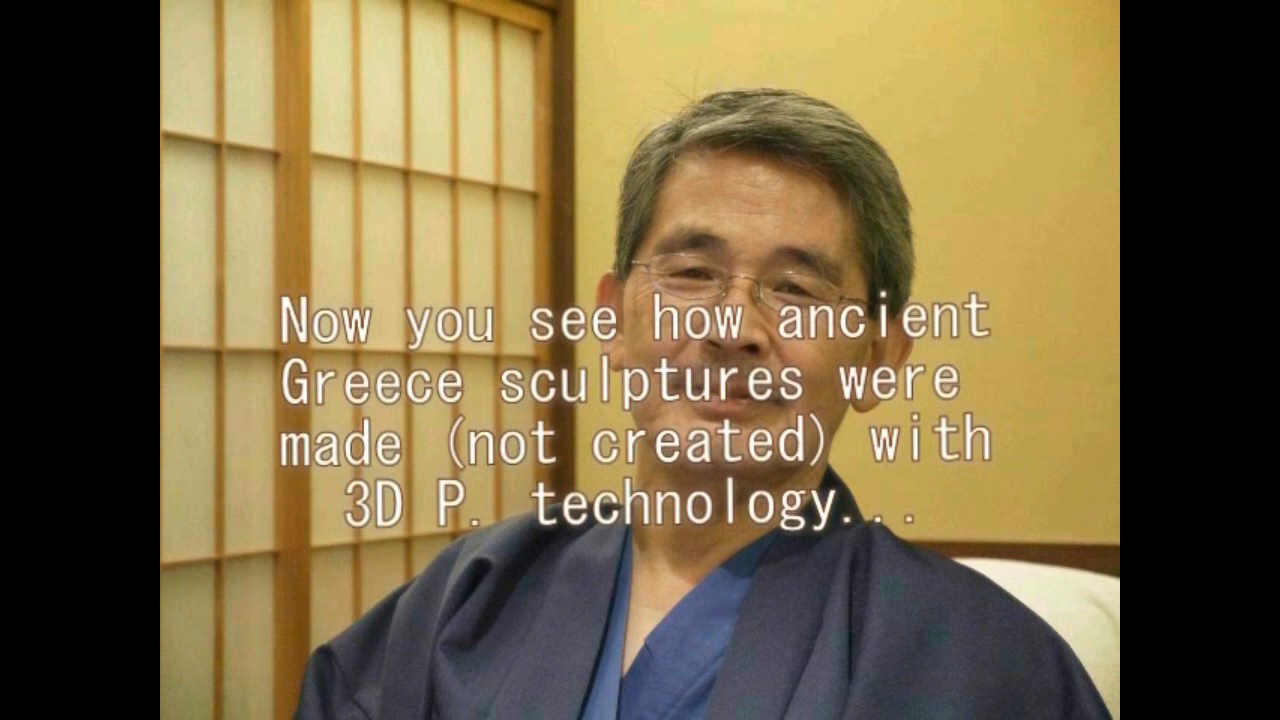 Now you see how ancient
Greece sculptures were
made (not created) with
3D P. technology...